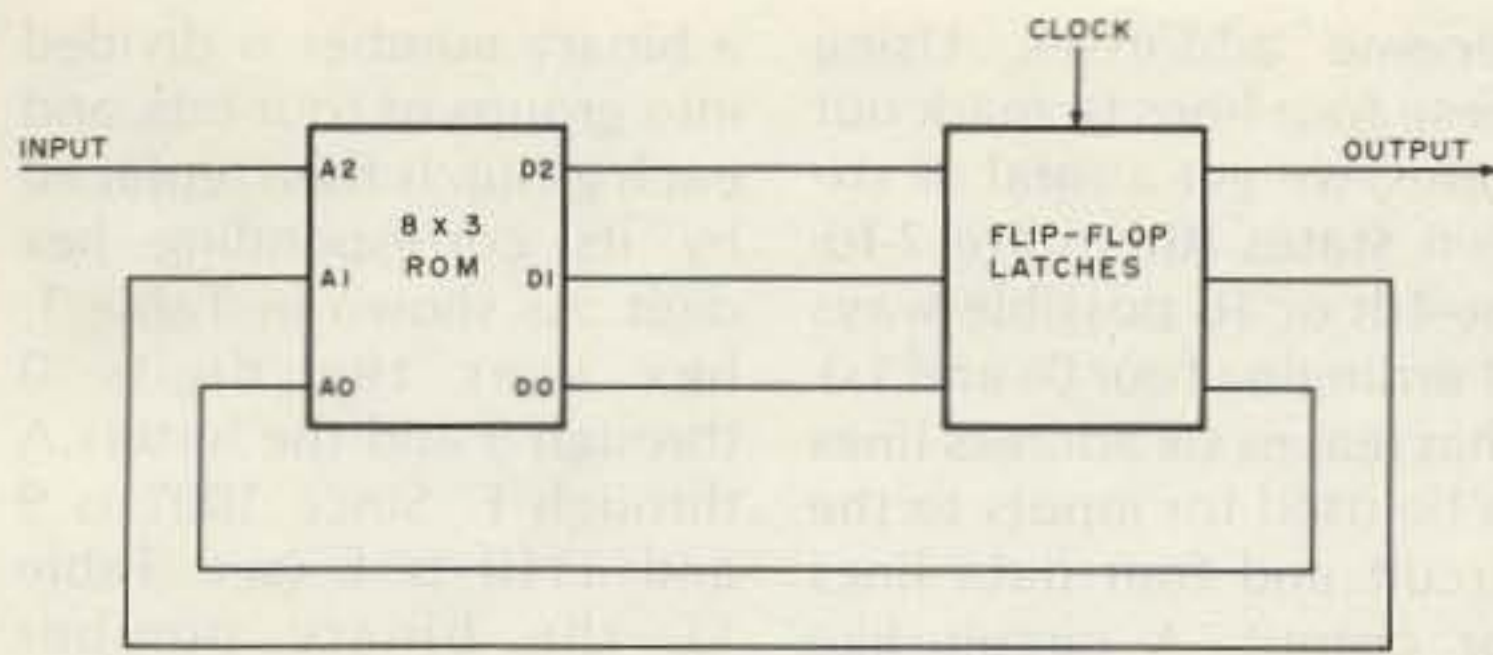 CLOCK
INPUT
A2
D2
8 x 3
ROM
A1
D1
A0
D0
FLIP-FLOP
LATCHES
OUTPUT